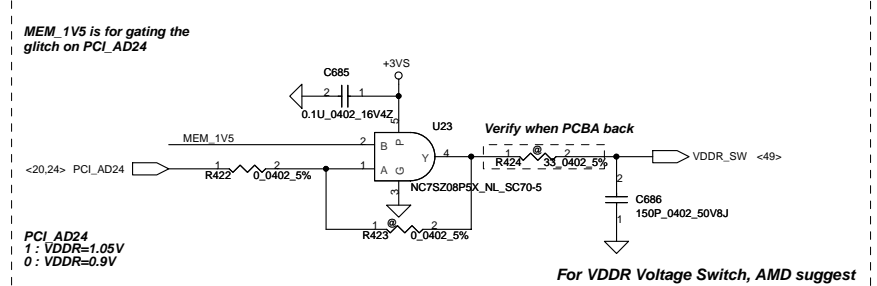 MEM_1V5 is for gating the
glitch on PCI_AD24
+3VS
C685
2 1
0.1U_0402_16V4Z
5
U23
Verify when PCBA back
MEM_1V5
2 B P
Y 4
1 @ 2
R424 33_0402_5%
VDDR_SW <49>
<20,24> PCI_AD24
1 2
R422 0_0402_5%
1 A G
3
NC7SZ08P5X_NL_SC70-5
2
C686
150P_0402_50V8J
1
1 @ 2
R423 0_0402_5%
PCI_AD24
1 : VDDR=1.05V
0 : VDDR=0.9V
For VDDR Voltage Switch, AMD suggest